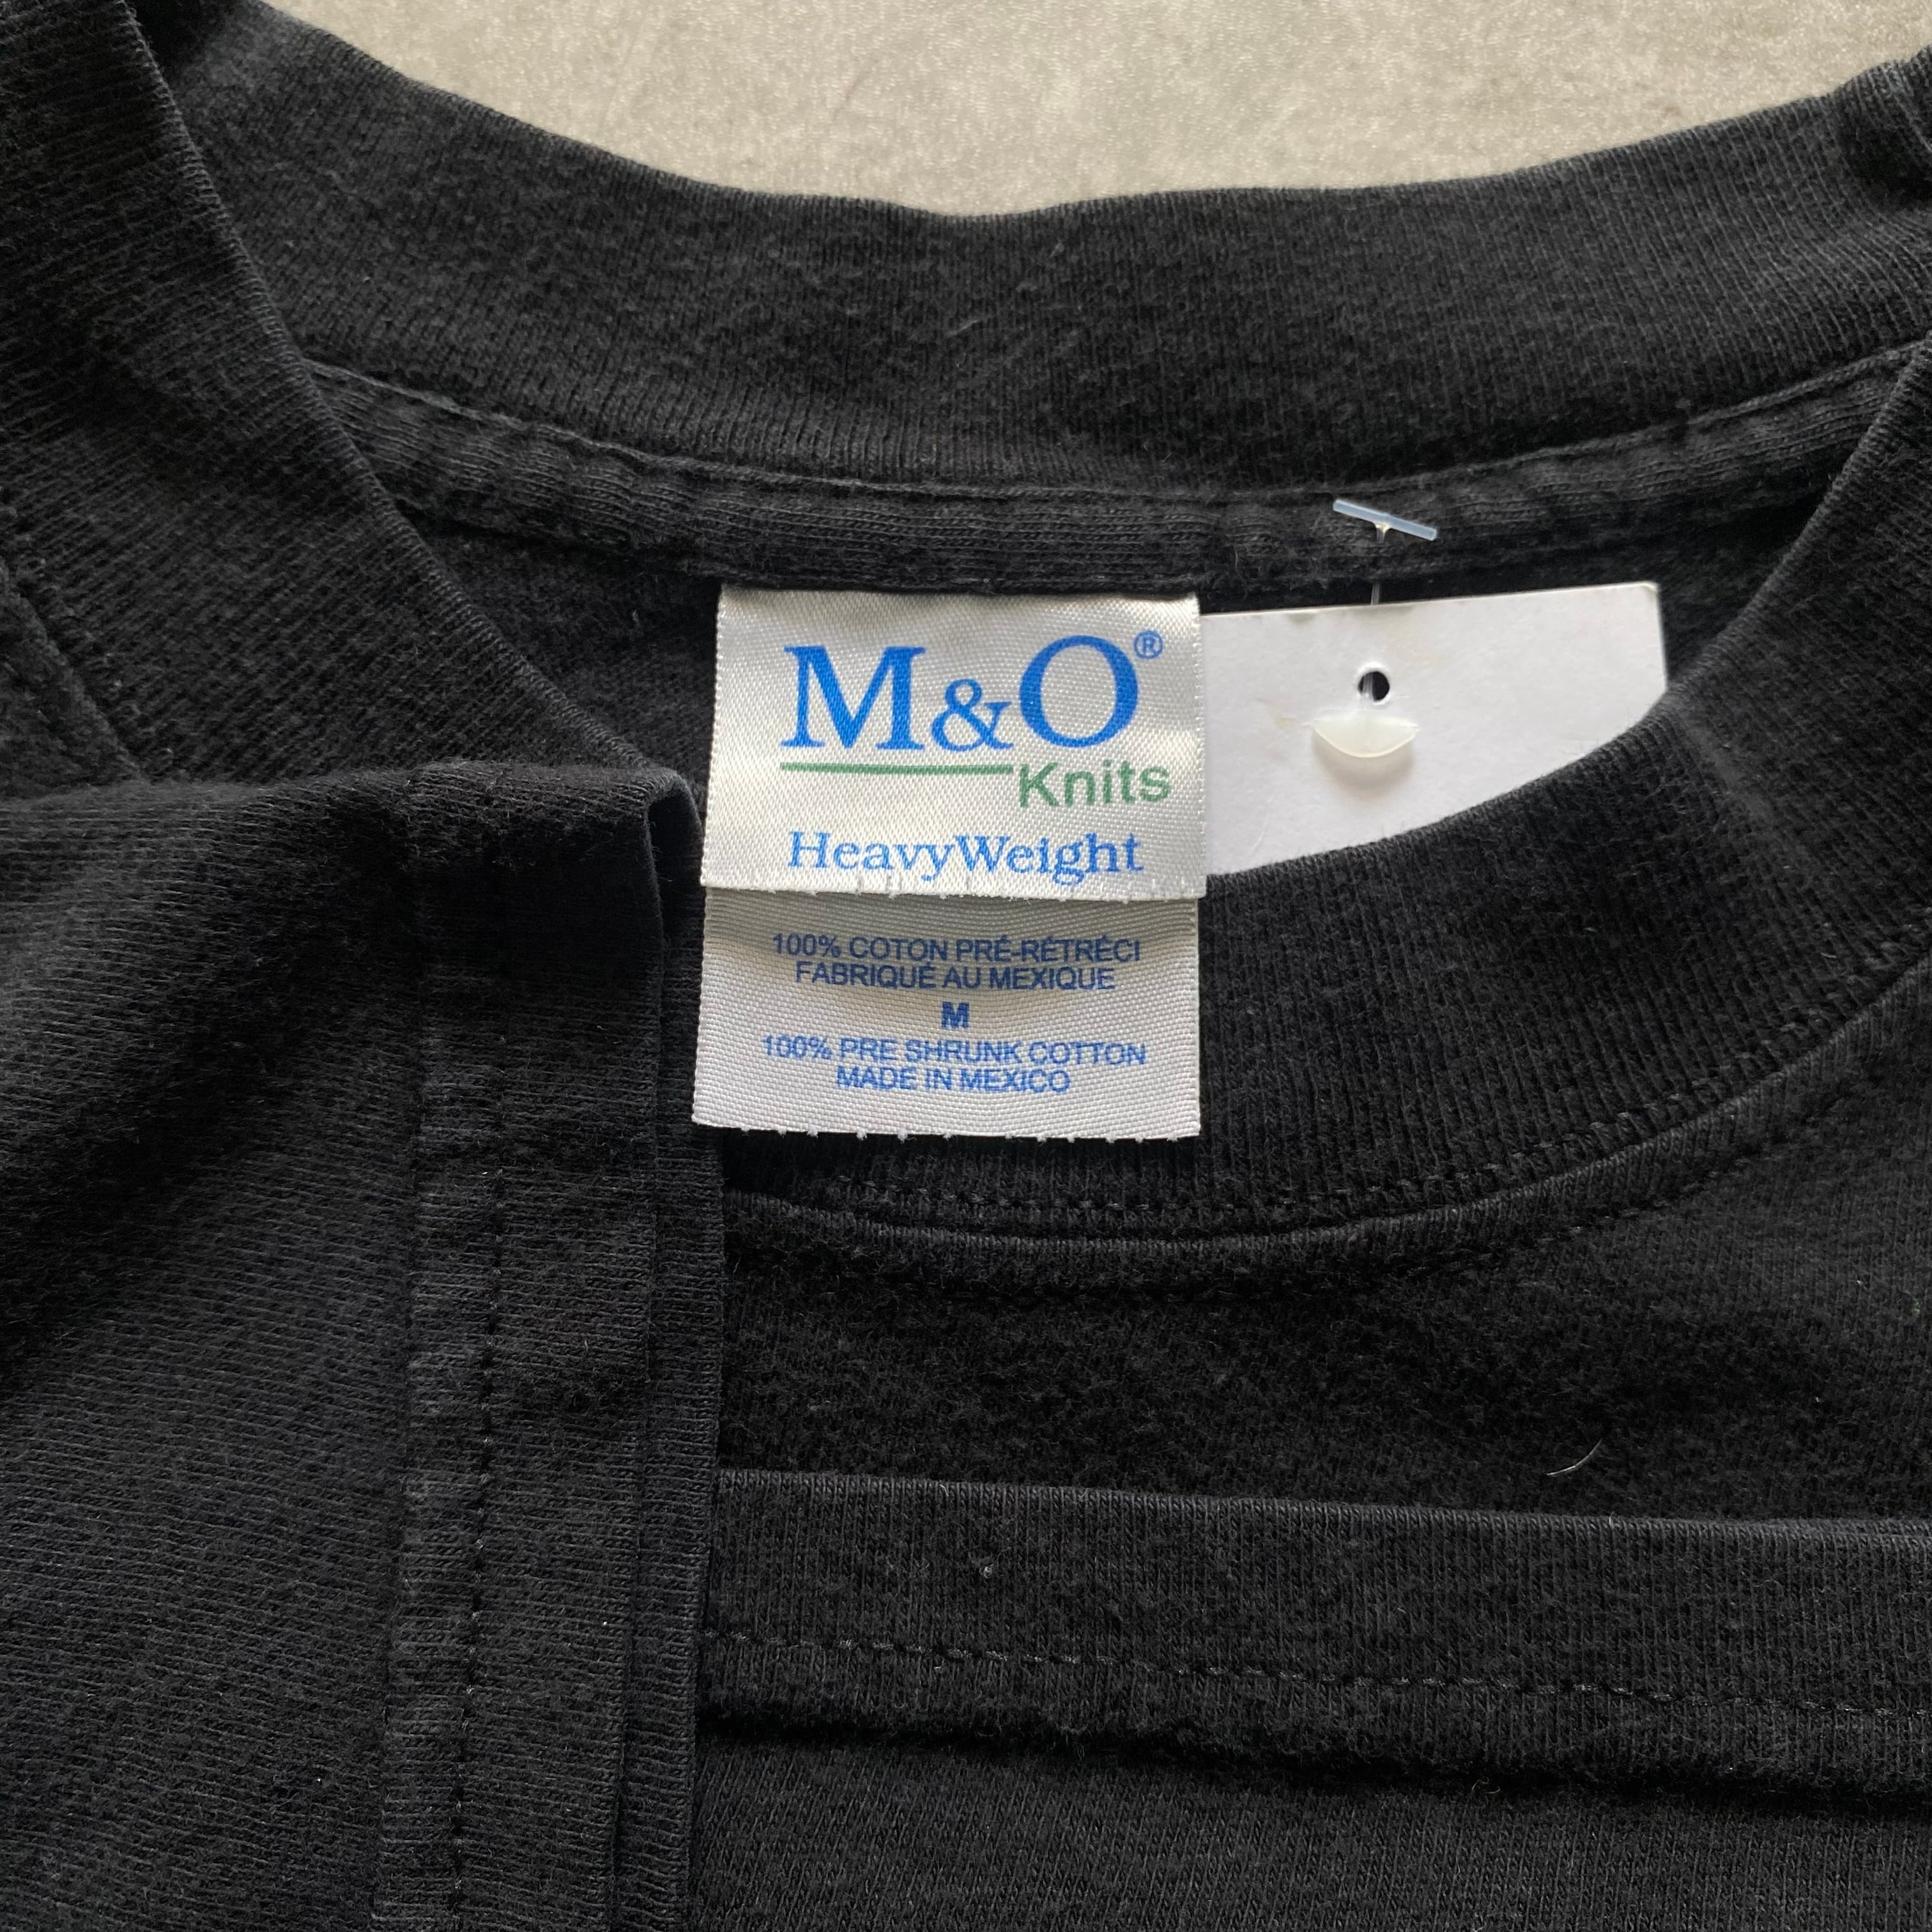 M&O®
Knits
HeavyWeight
100% COTON PRÉ-RÉTRÉCI
FABRIQUÉ AU MEXIQUE
M
100% PRE SHRUNK COTTON
MADE IN MEXICO